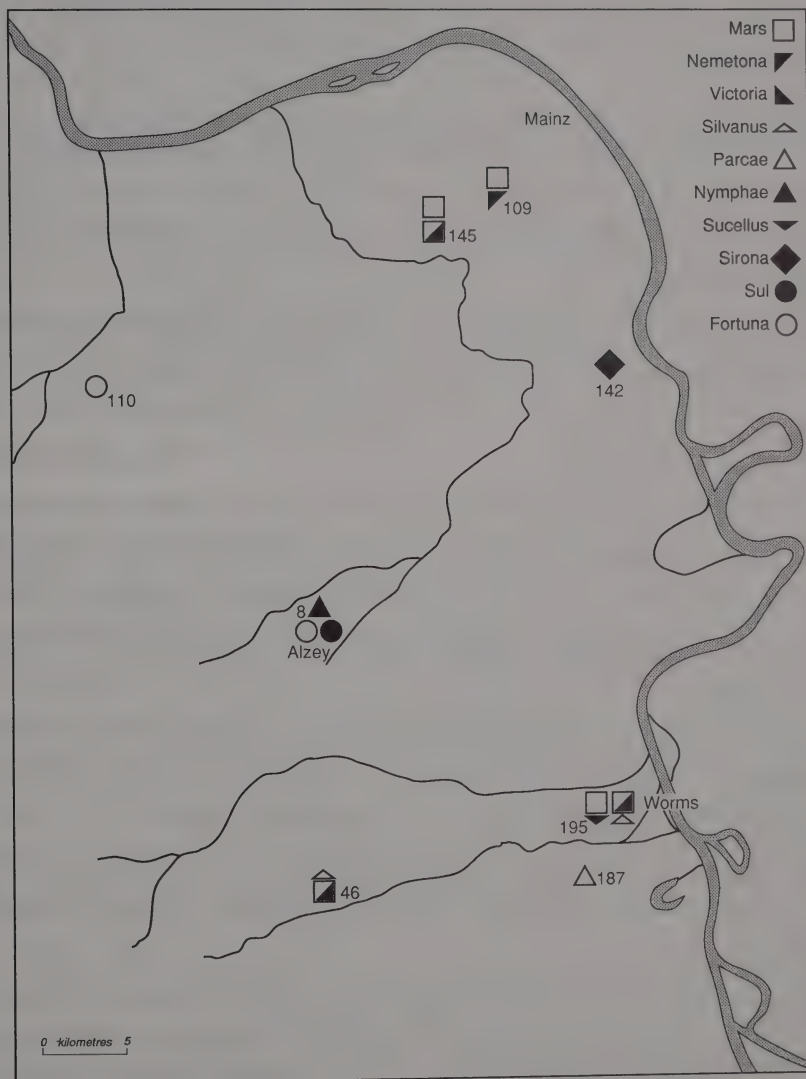 Mars
Nemetona
Victoria
Silvanus
Parcae
Nymphae
Sucellus
Sirona
Sul
Fortuna
Mainz
109
145
142
110
8
Alzey
Worms
195
187
46
0 kilometres 5